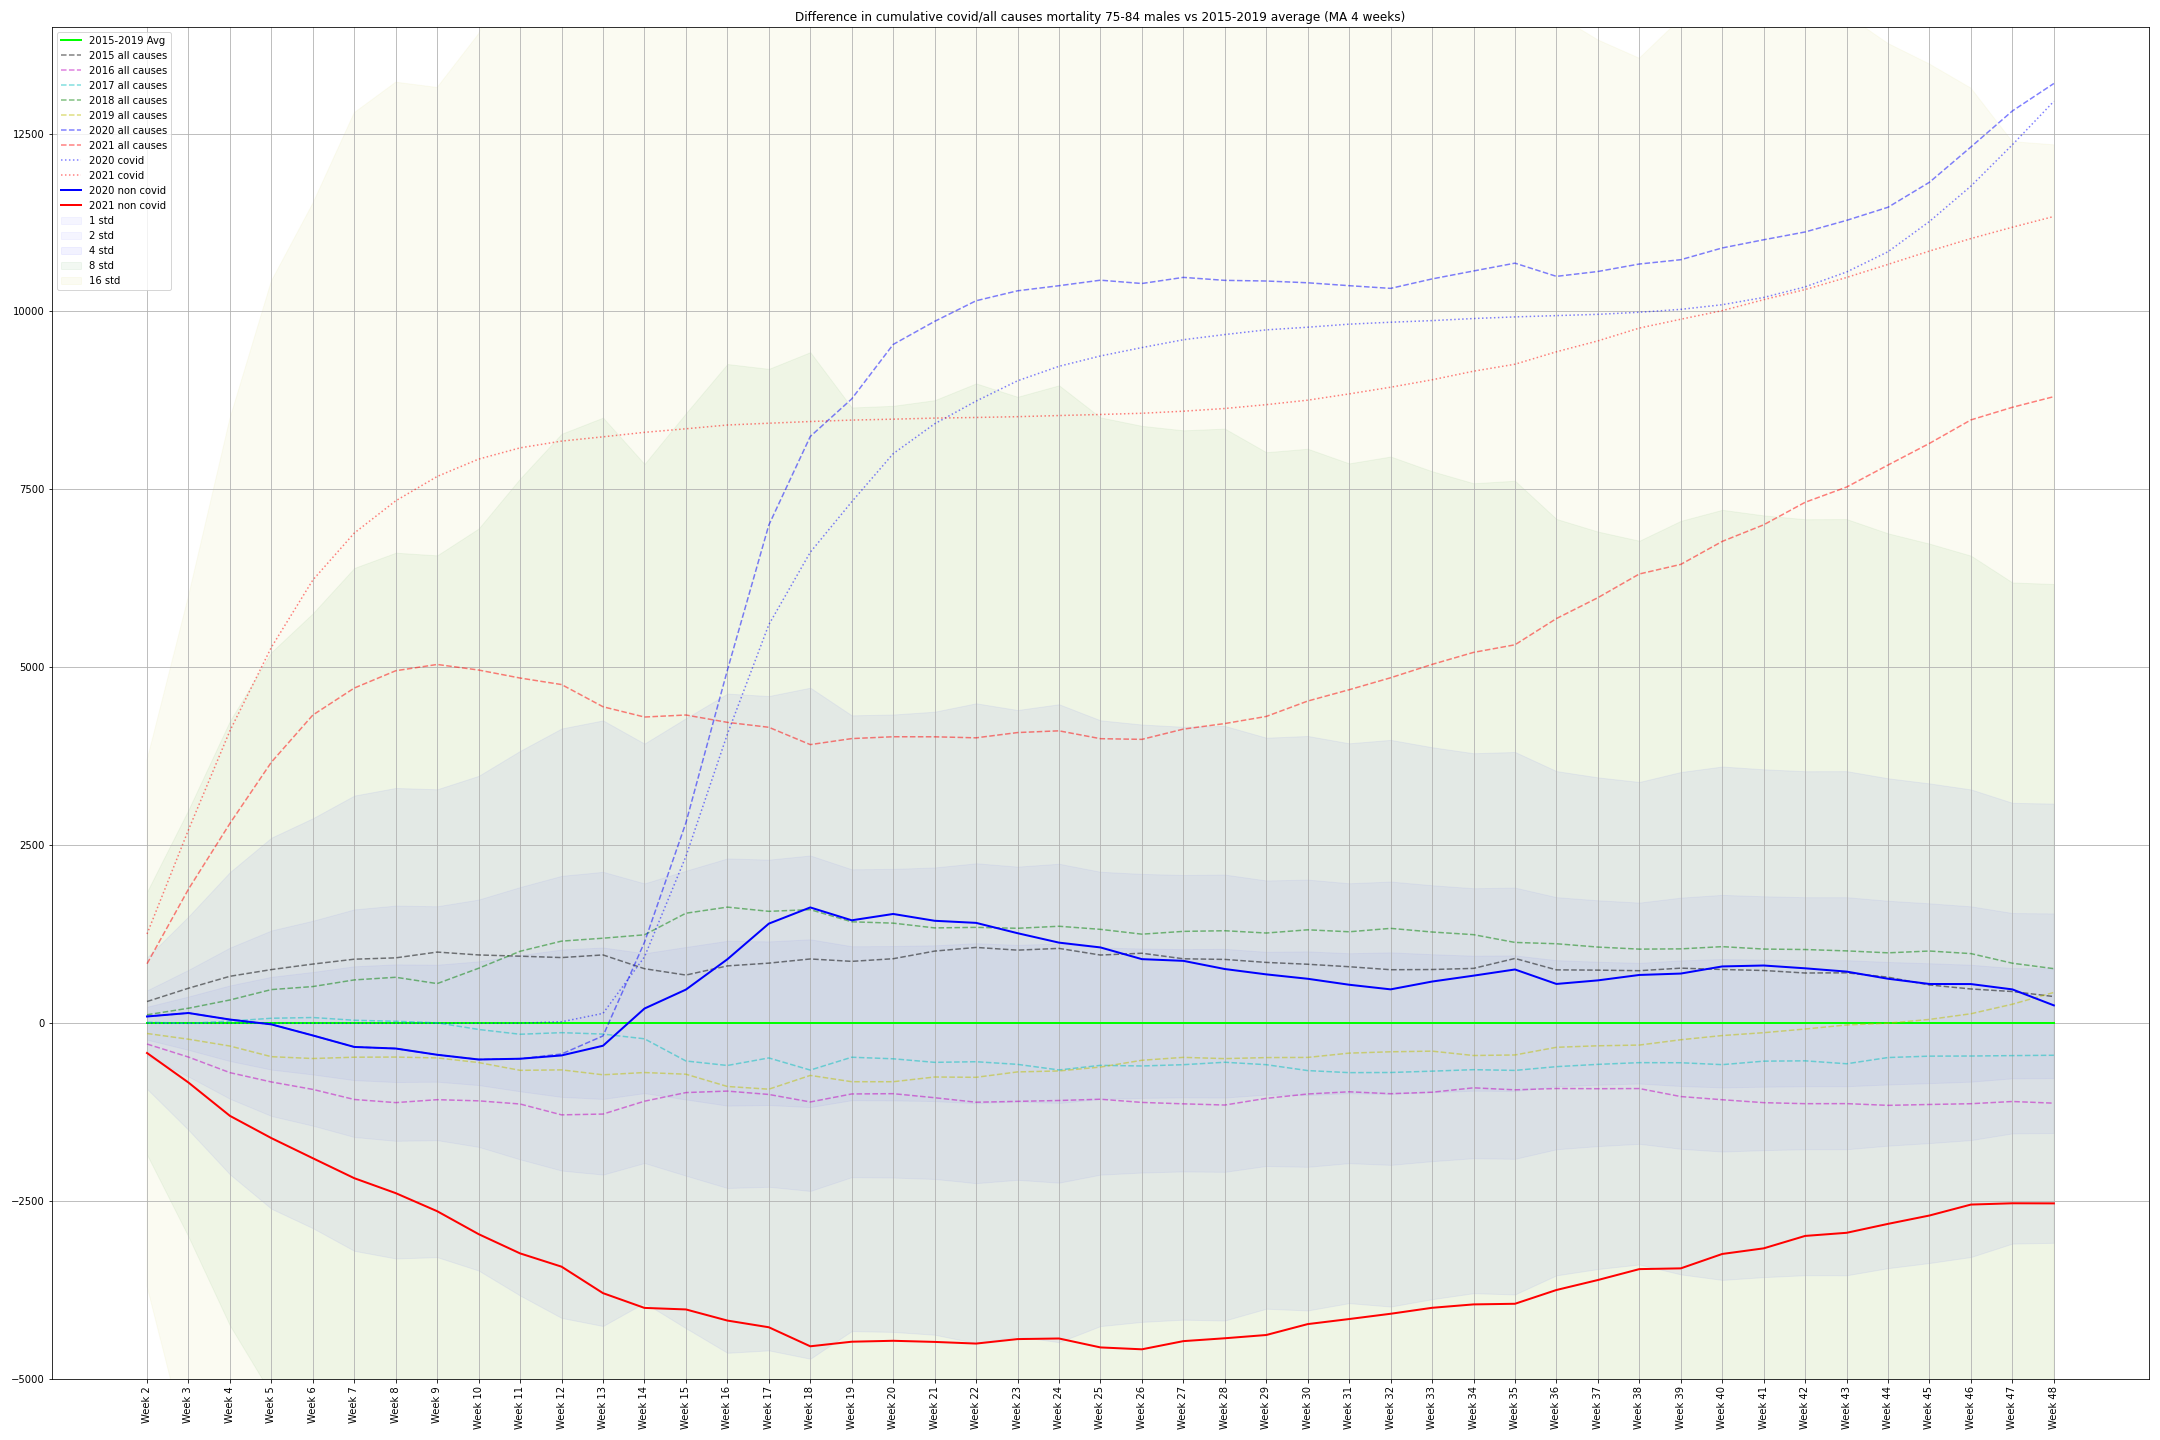 Difference in cumulative covid/all causes mortality 75-84 males vs 2015-2019 average (MA 4 weeks)
2015-2019 Avg
2015 all causes
2016 all causes
2017 all causes
2018 all causes
2019 all causes
2020 all causes
2021 all causes
2020 covid
2021 covid
2020 non covid
2021 non covid
1 std
2 std
4 std
8 std
16 std
12500
10000
7500
5000
2500
0
−2500
−5000
Week 2
Week 3
Week 4
Week 5
Week 6
Week 7
Week 8
Week 9
Week 10
Week 11
Week 12
Week 13
Week 14
Week 15
Week 16
Week 17
Week 18
Week 19
Week 20
Week 21
Week 22
Week 23
Week 24
Week 25
Week 26
Week 27
Week 28
Week 29
Week 30
Week 31
Week 32
Week 33
Week 34
Week 35
Week 36
Week 37
Week 38
Week 39
Week 40
Week 41
Week 42
Week 43
Week 44
Week 45
Week 46
Week 47
Week 48